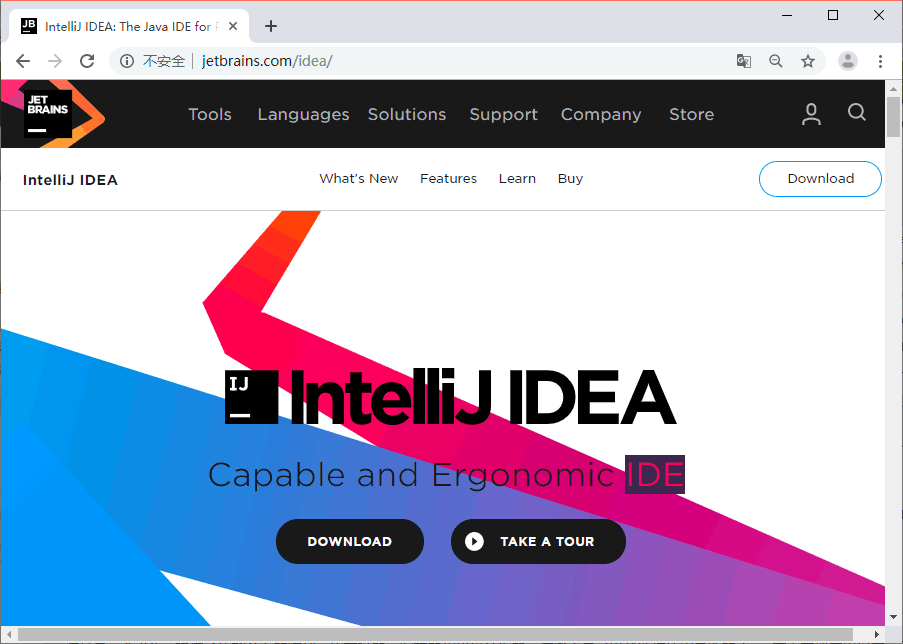 JB
IntelliJ IDEA: The Java IDE for
不安全 jetbrains.com/idea/
JET
BRAINS
Tools Languages Solutions Support Company Store
IntelliJ IDEA What's New Features Learn Buy Download
IJ
IntelliJ IDEA
Capable and Ergonomic IDE
DOWNLOAD TAKE A TOUR